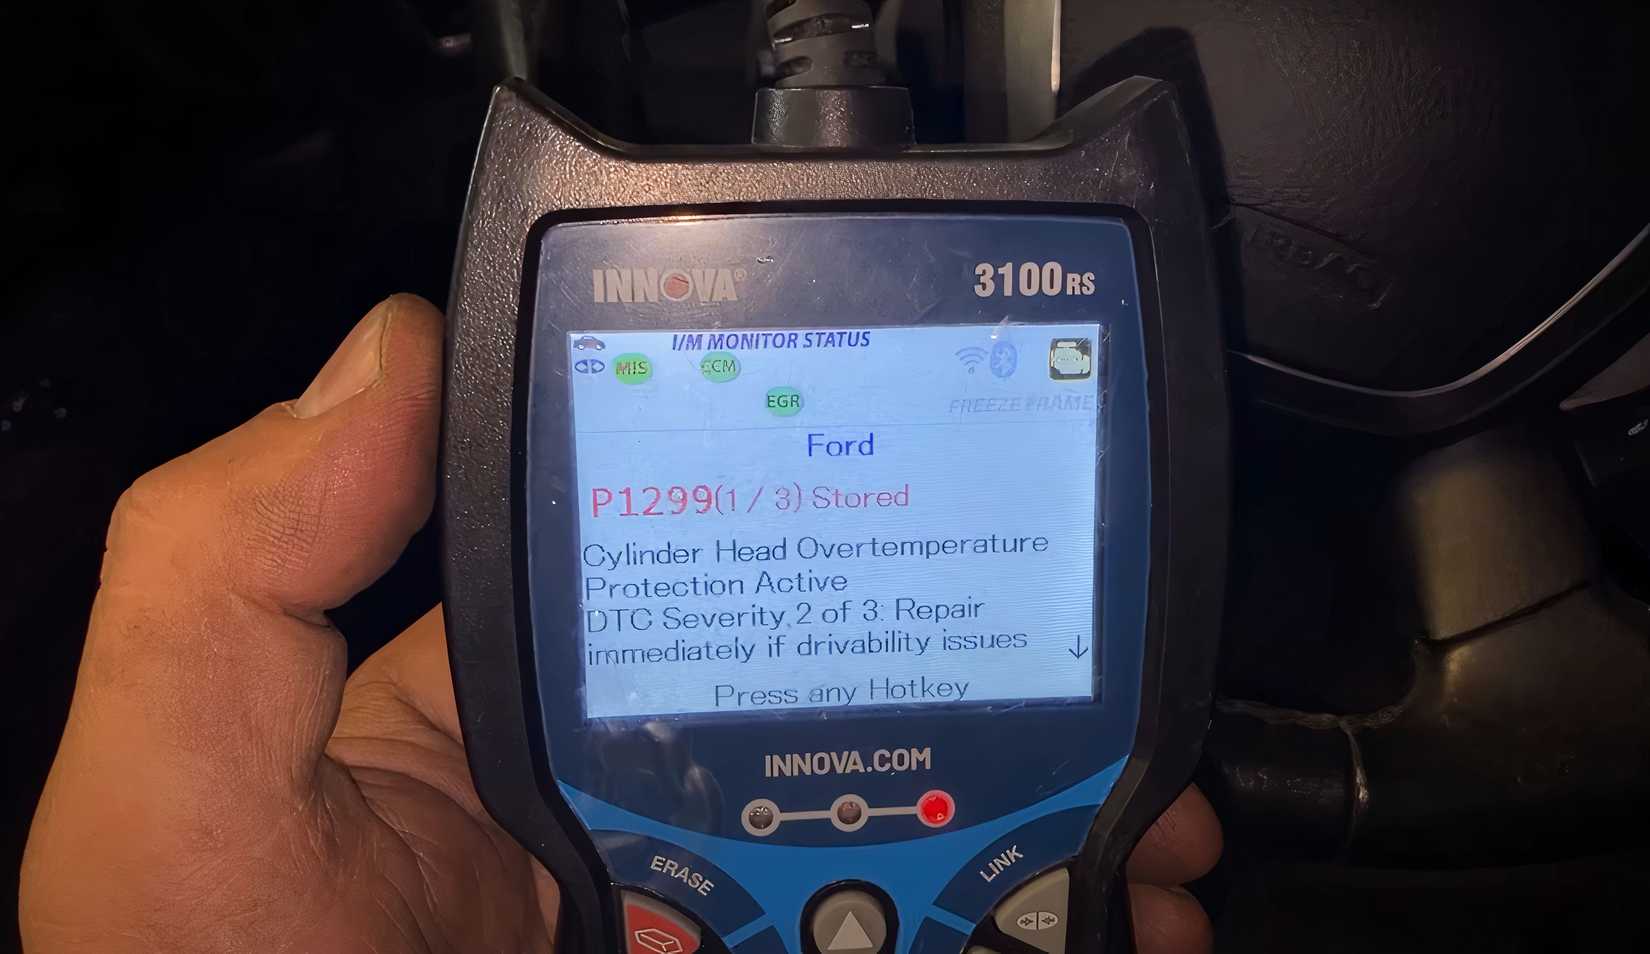 INNOVA®
3100RS
I/M MONITOR STATUS
MIS
CCM
EGR
FREEZE FRAME
Ford
P1299(1 / 3) Stored
Cylinder Head Overtemperature
Protection Active
DTC Severity 2 of 3: Repair
immediately if drivability issues
Press any Hotkey
INNOVA.COM
ERASE
LINK